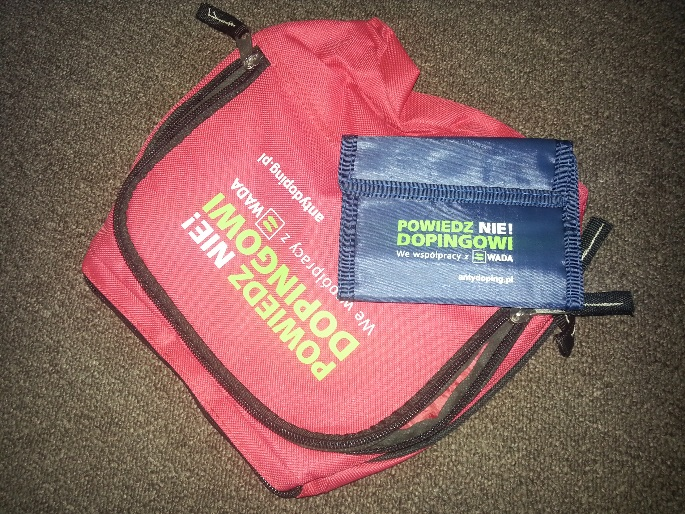 POWIEDZ NIE!
DOPINGOWI
We współpracy z WADA
antydoping.pl
POWIEDZ NIE!
DOPINGOWI
We współpracy z WADA
antydoping.pl